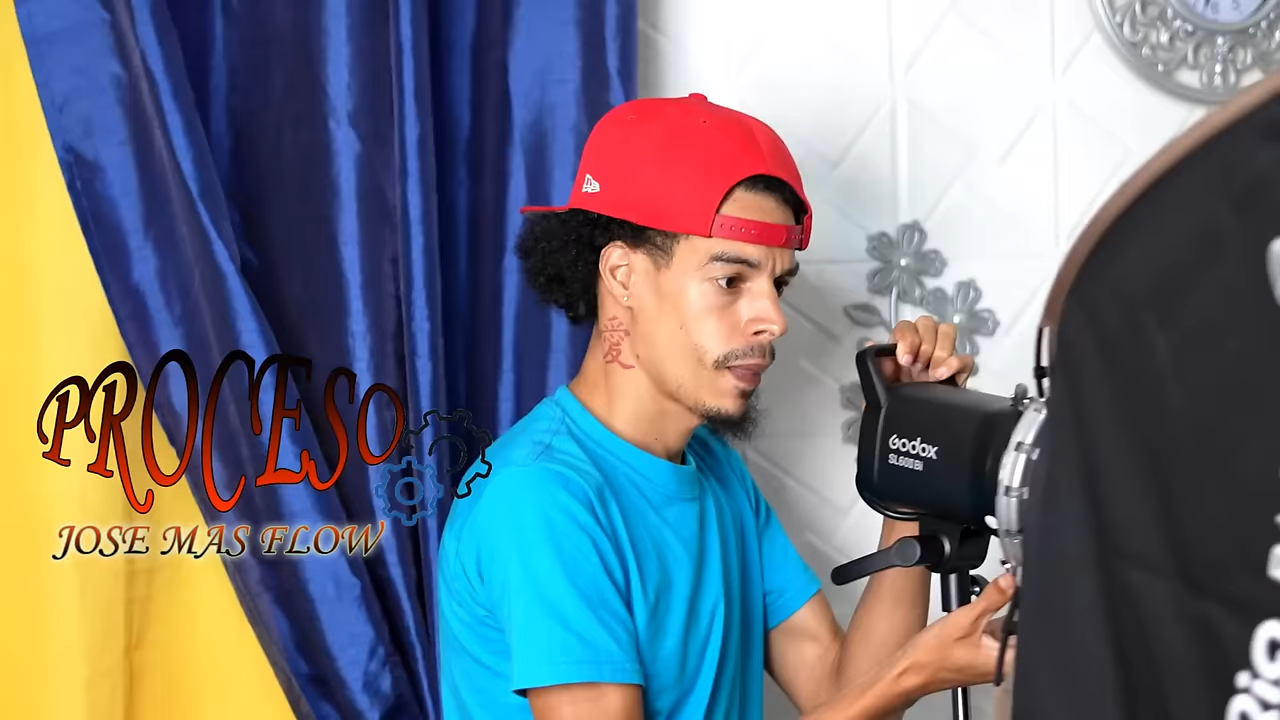 PROCESO
JOSE MAS FLOW
愛
Godox
SL60IIBi